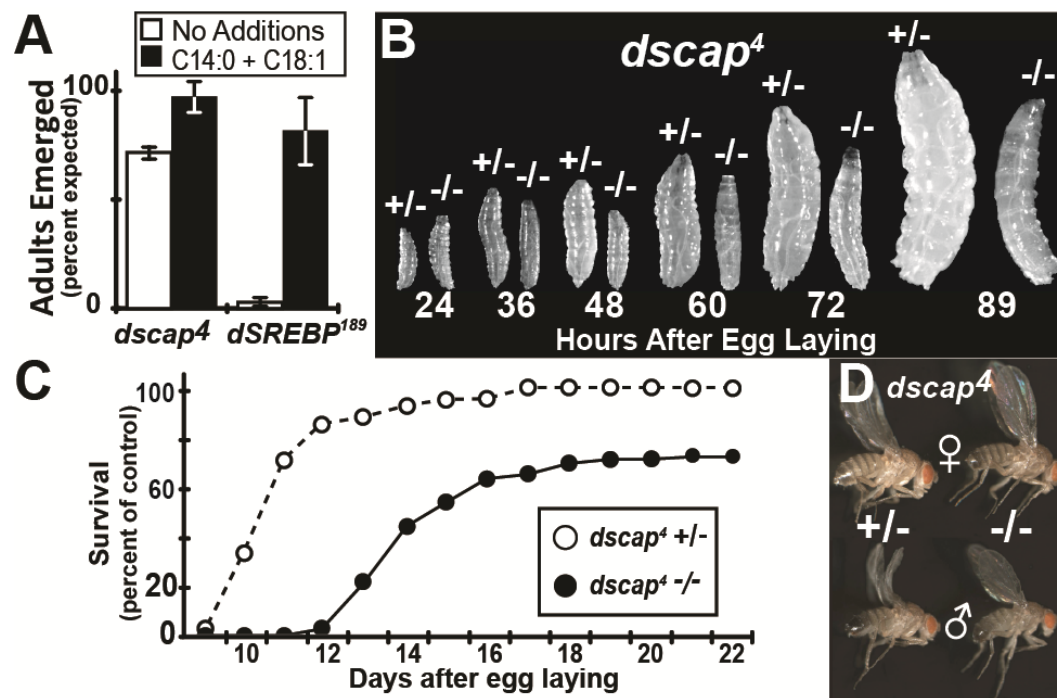 A
No Additions
C14:0 + C18:1
Adults Emerged
(percent expected)
100
0
dscap⁴
dSREBP¹⁸⁹
B
dscap⁴
+/-
-/-
+/-
-/-
+/-
-/-
+/-
-/-
+/-
-/-
+/-
-/-
24 36 48 60 72 89
Hours After Egg Laying
C
Survival
(percent of control)
100
60
20
0
dscap⁴ +/-
dscap⁴ -/-
10 12 14 16 18 20 22
Days after egg laying
D
dscap⁴
♀
+/- -/-
♂